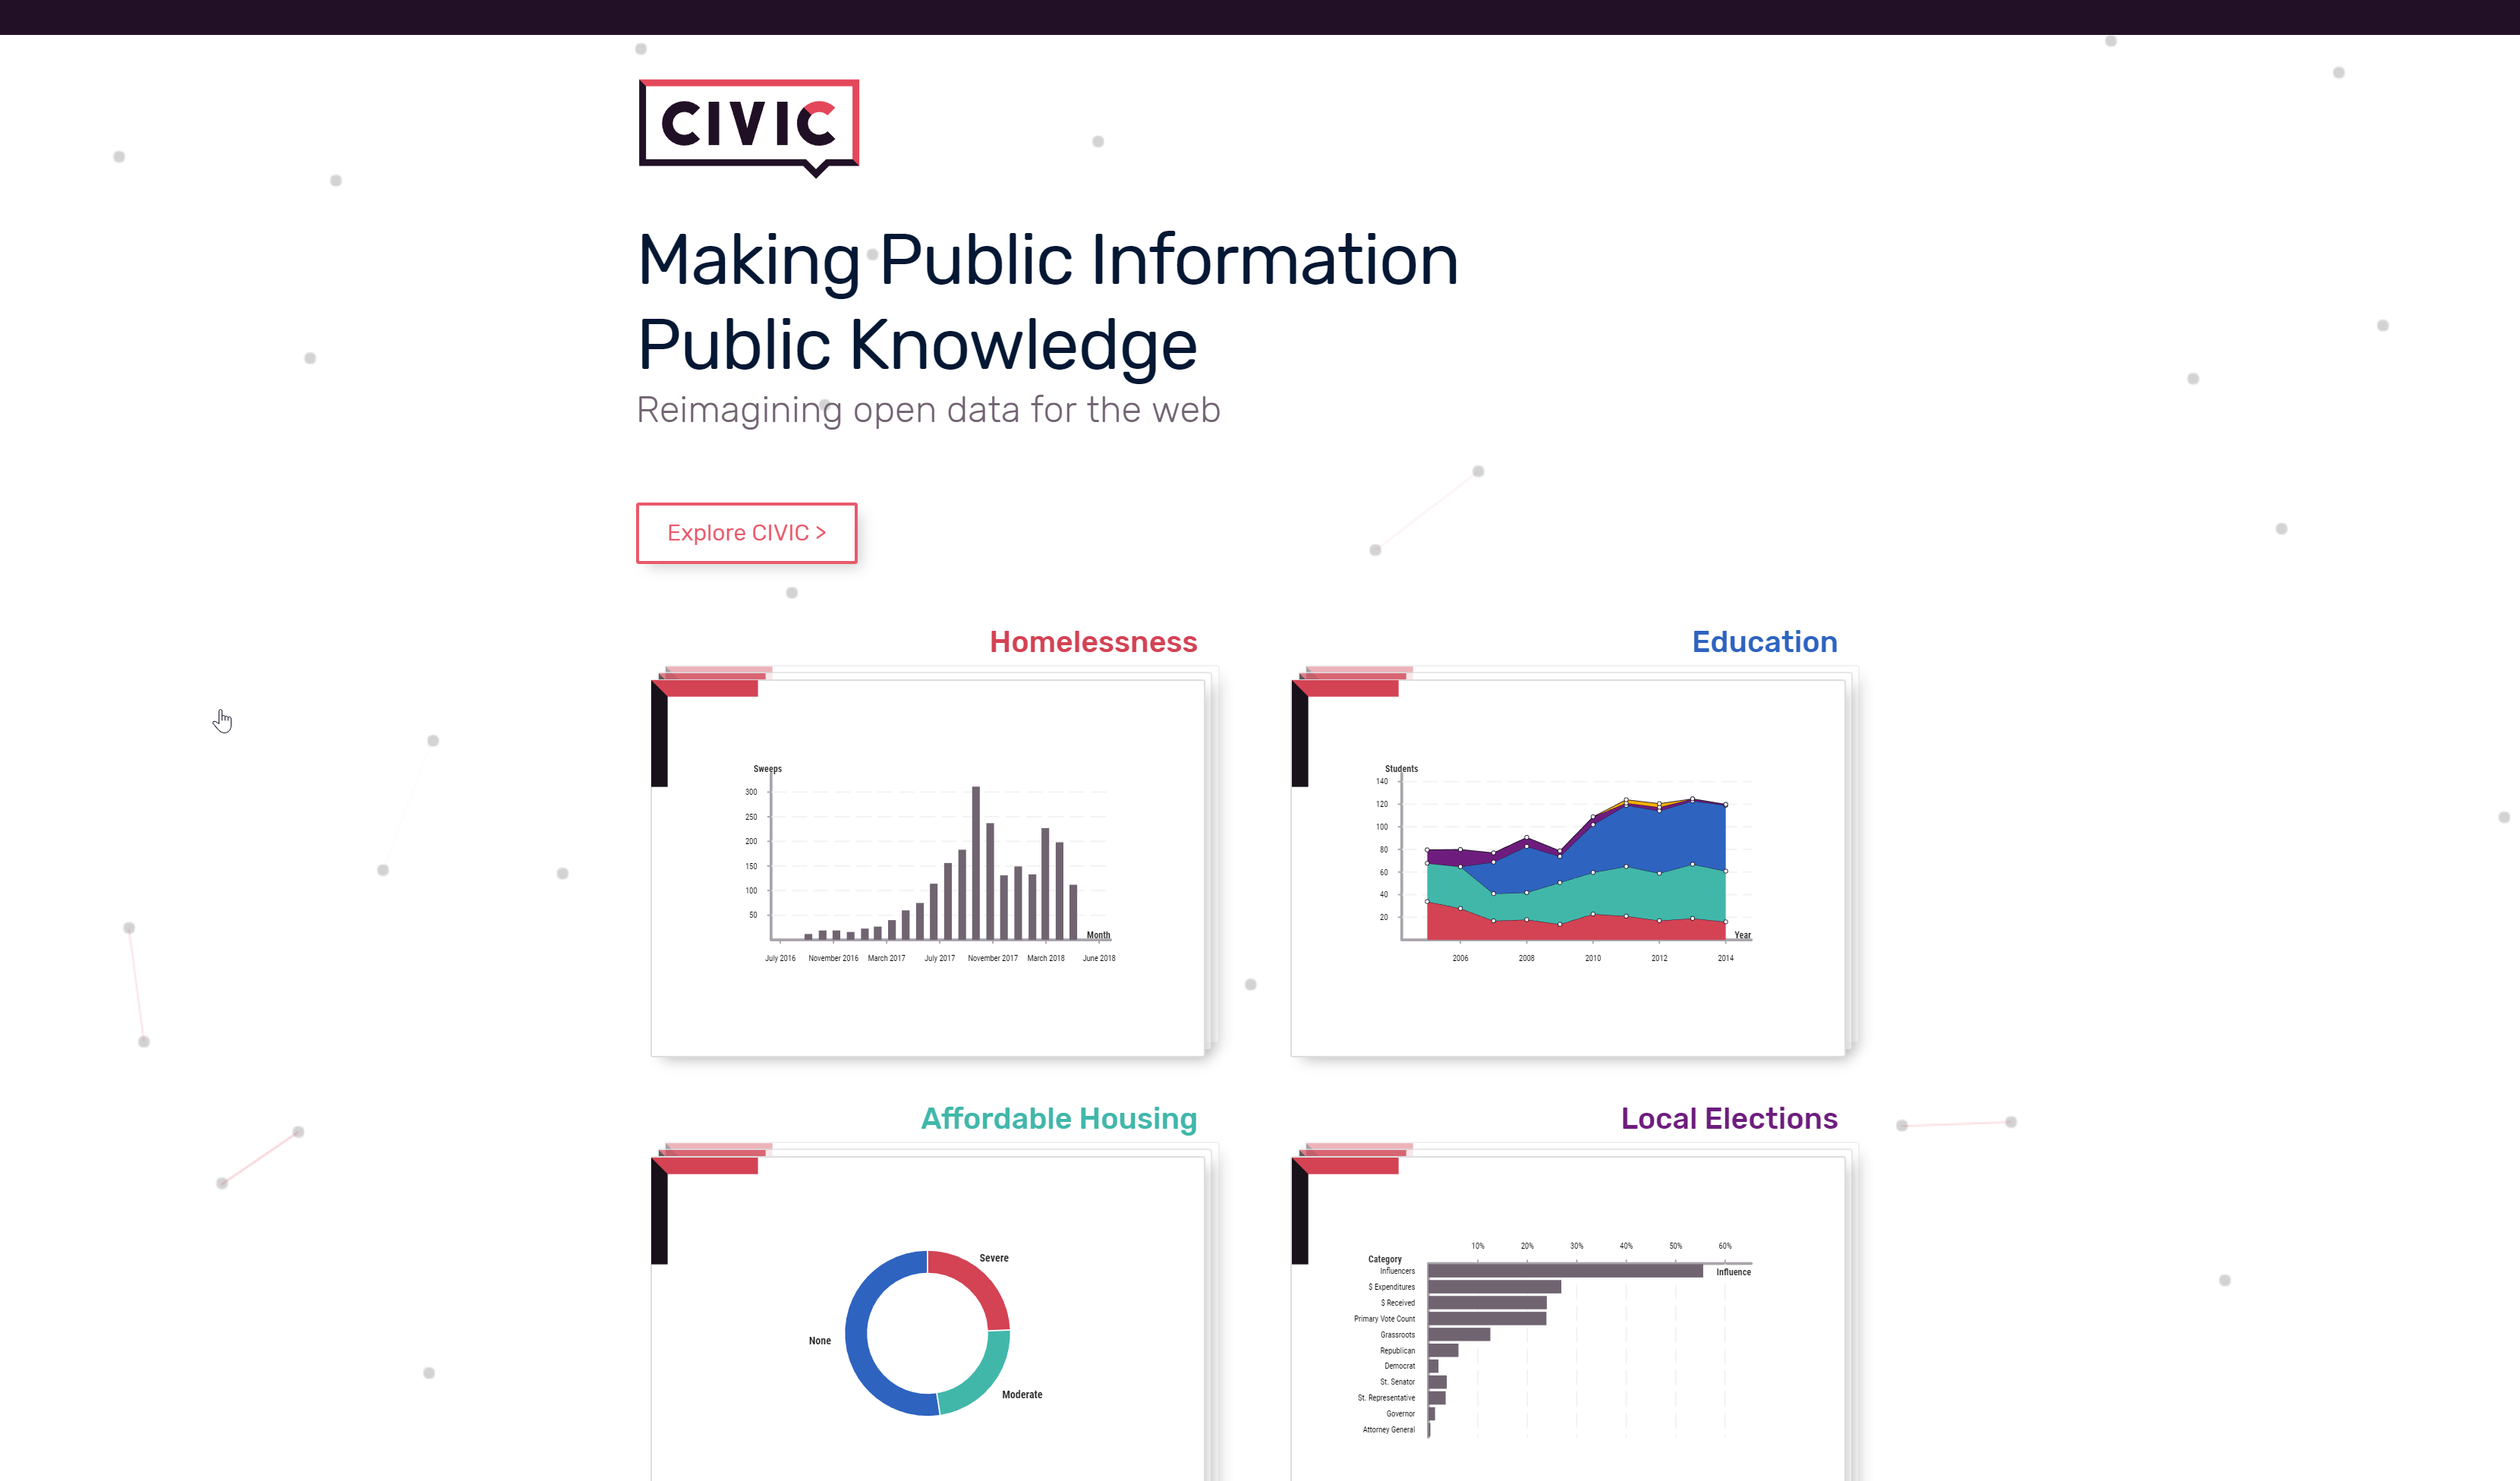 CIVIC
Making Public Information
Public Knowledge
Reimagining open data for the web
Explore CIVIC >
Homelessness
Sweeps
300
250
200
150
100
50
Month
July 2016 November 2016 March 2017 July 2017 November 2017 March 2018 June 2018
Education
Students
140
120
100
80
60
40
20
Year
2006 2008 2010 2012 2014
Affordable Housing
Severe
None
Moderate
Local Elections
10% 20% 30% 40% 50% 60%
Category
Influencers
Influence
$ Expenditures
$ Received
Primary Vote Count
Grassroots
Republican
Democrat
St. Senator
St. Representative
Governor
Attorney General